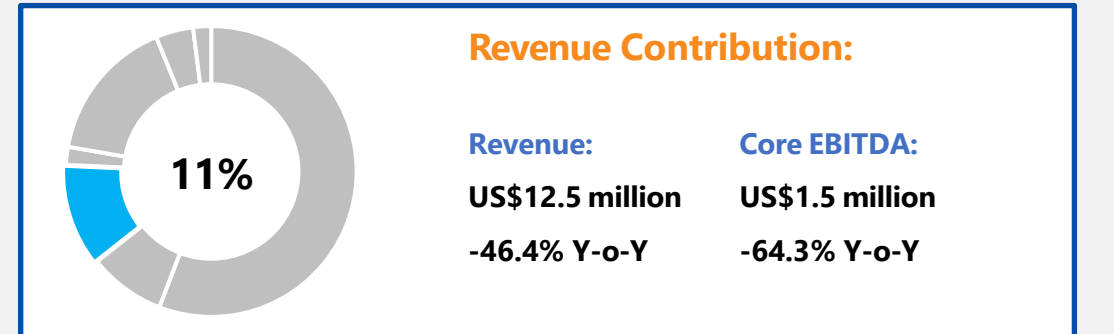 11%
Revenue Contribution:
Revenue:
US$12.5 million
-46.4% Y-o-Y
Core EBITDA:
US$1.5 million
-64.3% Y-o-Y